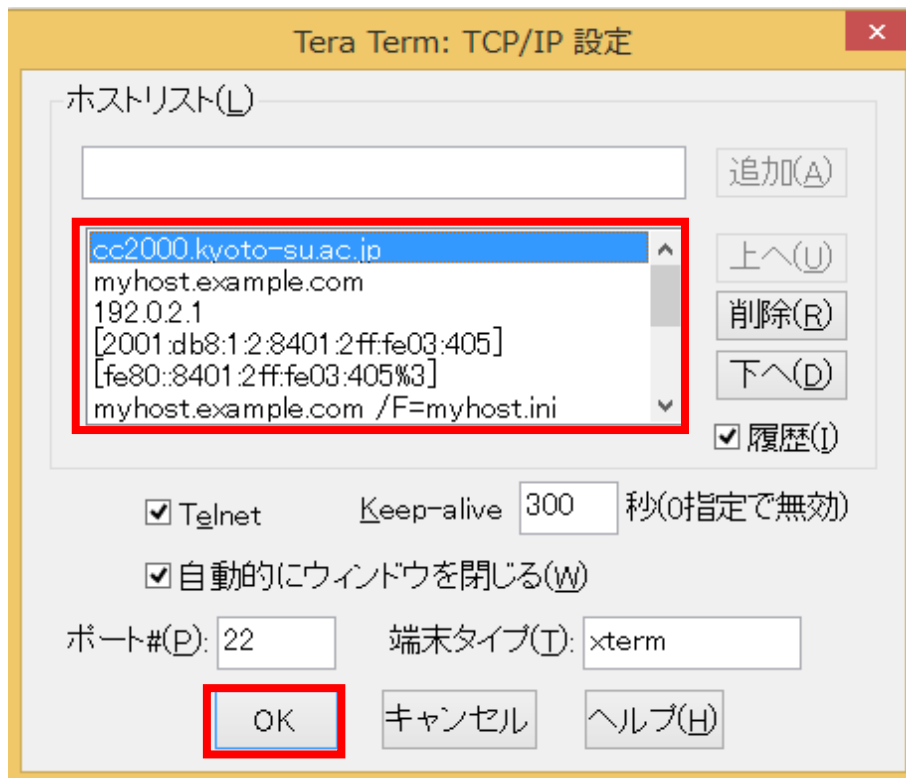 Tera Term: TCP/IP 設定
×
ホストリスト(L)
追加(A)
cc2000.kyoto-su.ac.jp
myhost.example.com
192.0.2.1
[2001:db8:1:2:8401:2ff:fe03:405]
[fe80::8401:2ff:fe03:405%3]
myhost.example.com /F=myhost.ini
上へ(U)
削除(R)
下へ(D)
履歴(I)
Telnet Keep-alive 300 秒(0指定で無効)
自動的にウィンドウを閉じる(W)
ポート#(P): 22 端末タイプ(T): xterm
OK キャンセル ヘルプ(H)